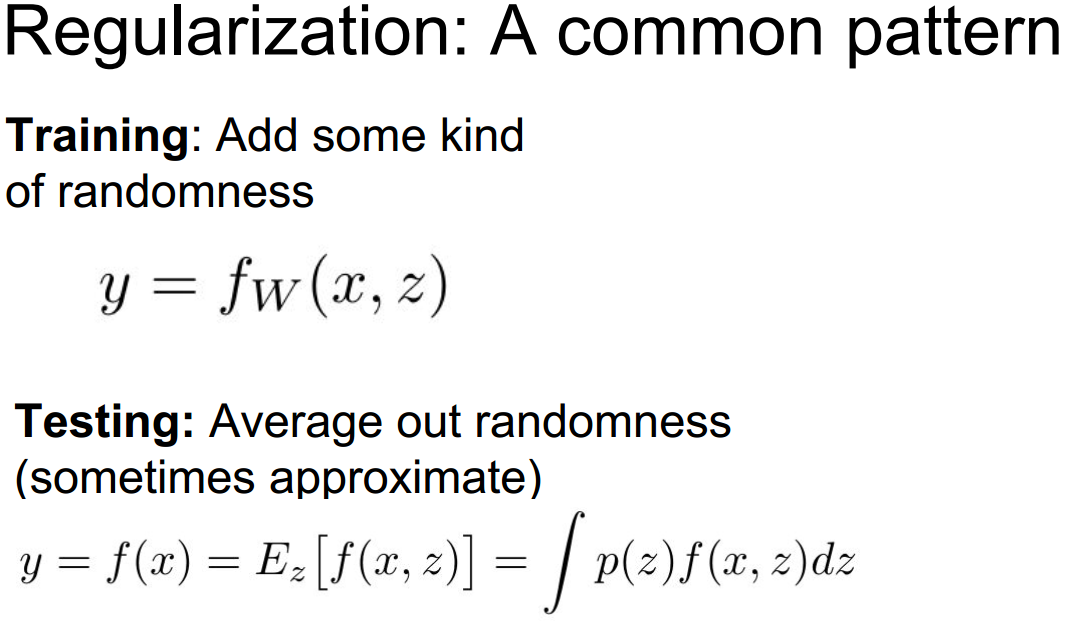 Regularization: A common pattern
Training: Add some kind
of randomness
y = f_W(x, z)
Testing: Average out randomness
(sometimes approximate)
y = f(x) = E_z[f(x, z)] = ∫ p(z)f(x, z)dz